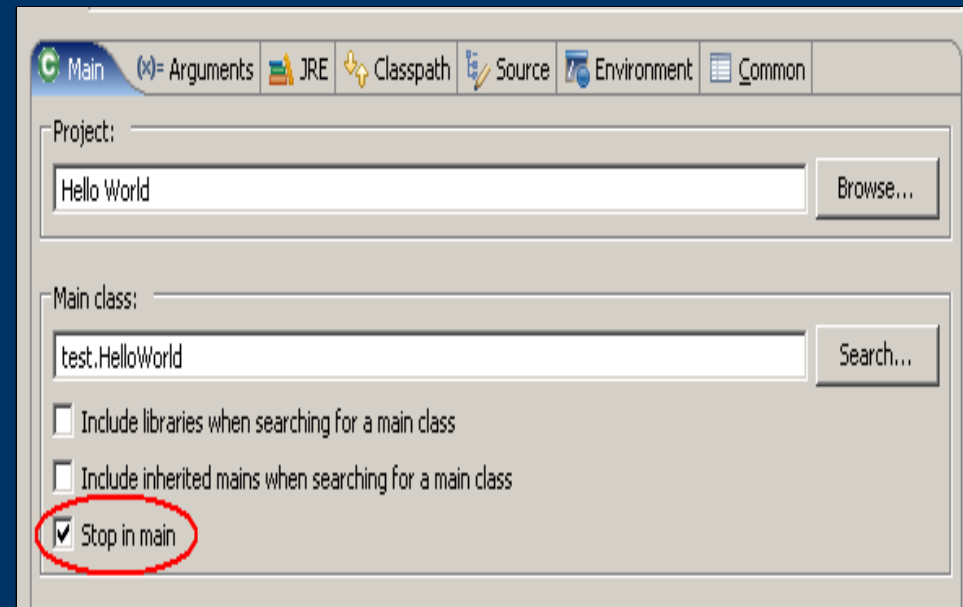 Main (x)= Arguments JRE Classpath Source Environment Common
Project:
Hello World Browse...
Main class:
test.HelloWorld Search...
Include libraries when searching for a main class
Include inherited mains when searching for a main class
Stop in main